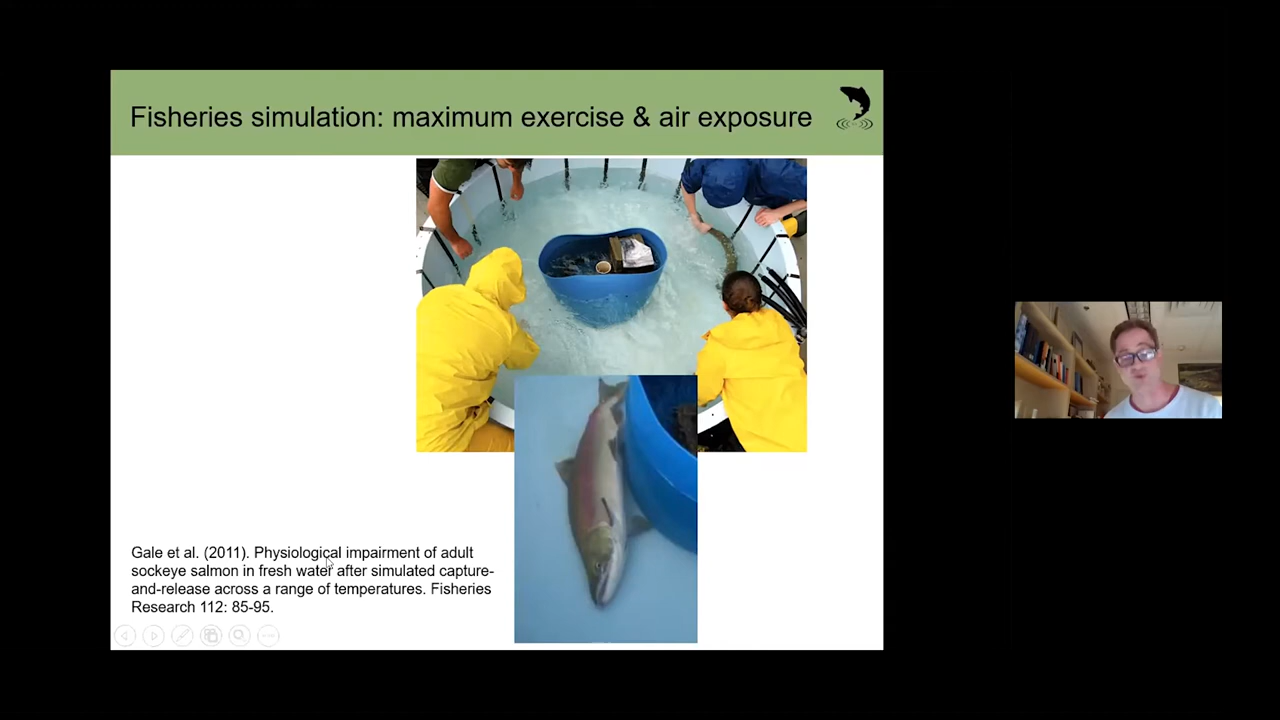 Fisheries simulation: maximum exercise & air exposure
Gale et al. (2011). Physiological impairment of adult
sockeye salmon in fresh water after simulated capture-
and-release across a range of temperatures. Fisheries
Research 112: 85-95.